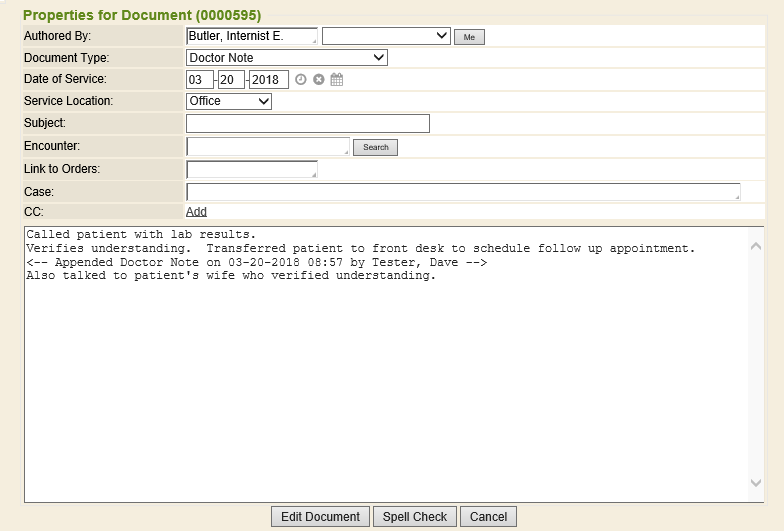 Properties for Document (0000595)
Authored By: Butler, Internist E. Me
Document Type: Doctor Note
Date of Service: 03-20-2018
Service Location: Office
Subject:
Encounter: Search
Link to Orders:
Case:
CC: Add
Called patient with lab results.
Verifies understanding.  Transferred patient to front desk to schedule follow up appointment.
<-- Appended Doctor Note on 03-20-2018 08:57 by Tester, Dave -->
Also talked to patient's wife who verified understanding.
Edit Document Spell Check Cancel